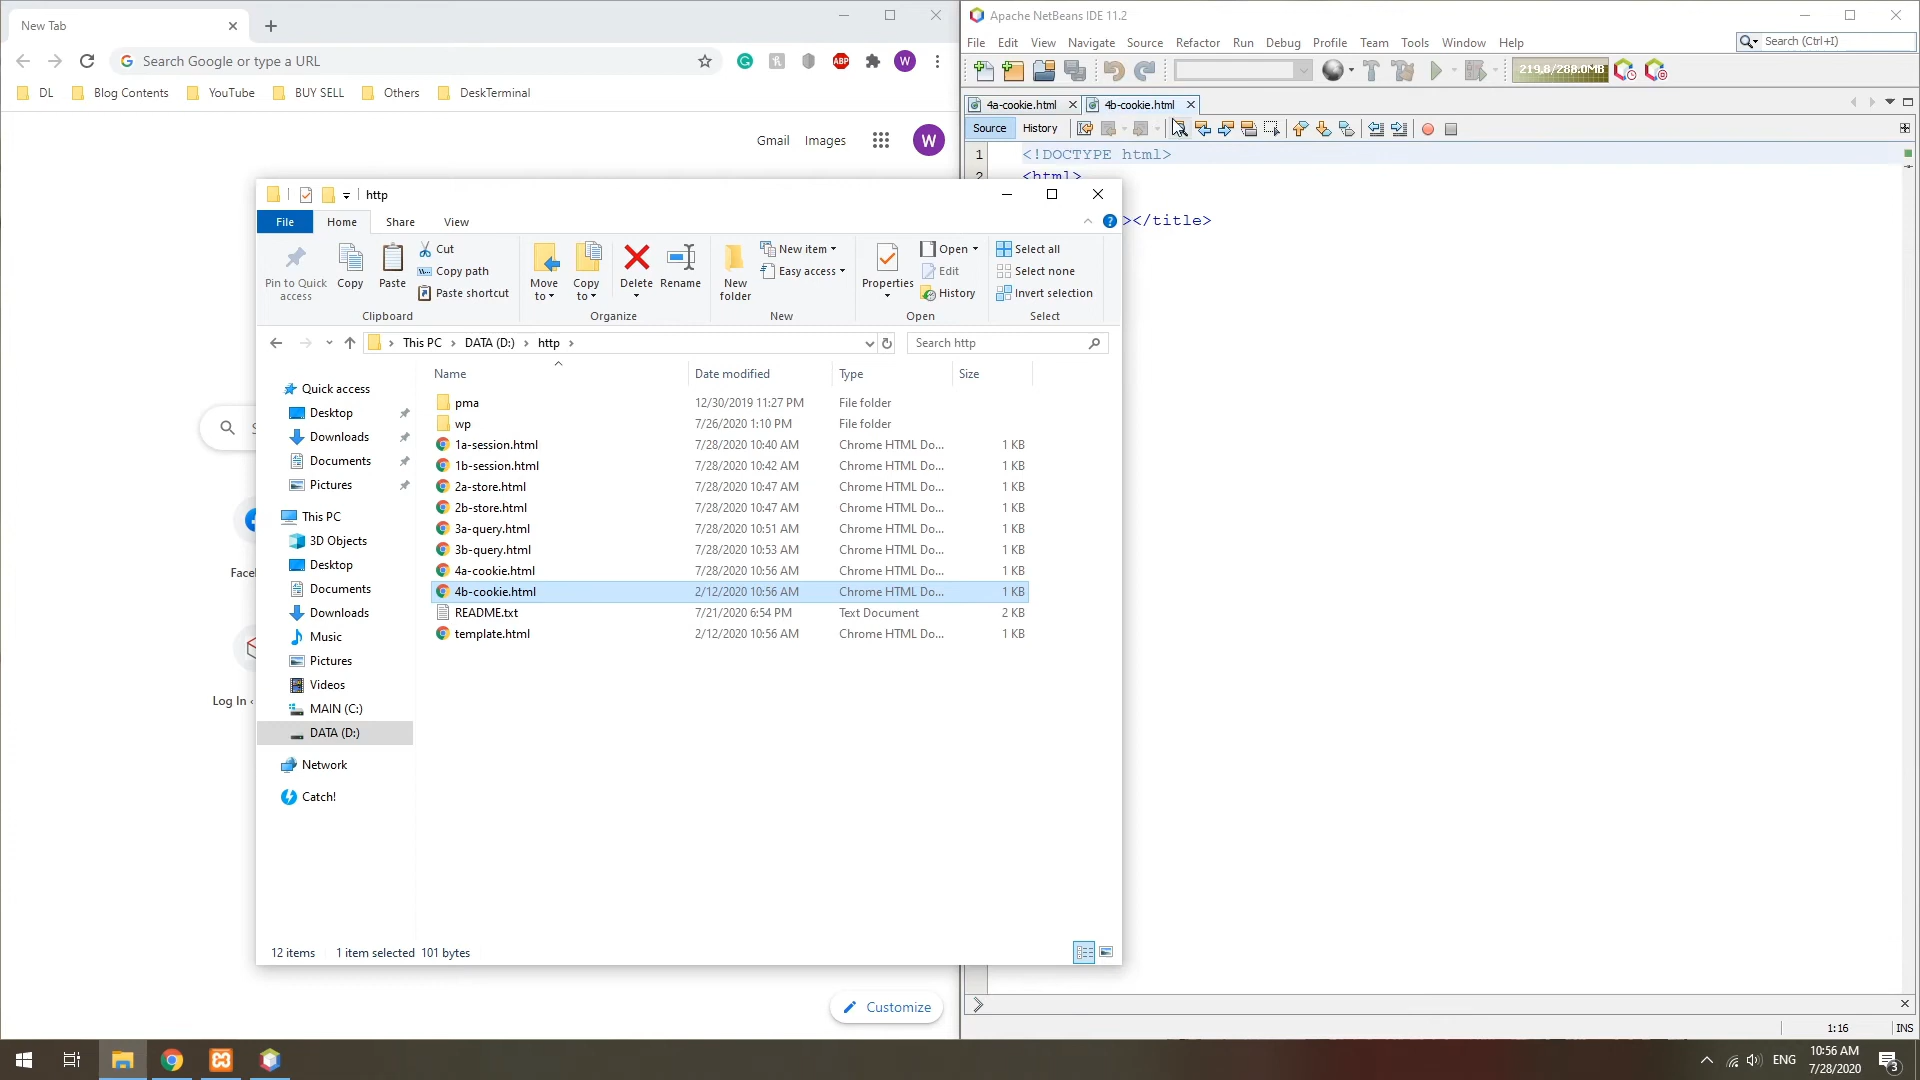 New Tab
Search Google or type a URL
ABP
W
DL
Blog Contents
YouTube
BUY SELL
Others
DeskTerminal
Gmail
Images
W
Face
Log In
Customize
Apache NetBeans IDE 11.2
File Edit View Navigate Source Refactor Run Debug Profile Team Tools Window Help
Search (Ctrl+I)
219.8/288.0MB
4a-cookie.html
4b-cookie.html
Source
History
1 <!DOCTYPE html>
2 <html>
></title>
1:16
INS
http
File
Home
Share
View
Pin to Quick access
Copy
Paste
Cut
Copy path
Paste shortcut
Clipboard
Move to
Copy to
Delete
Rename
Organize
New folder
New item
Easy access
New
Properties
Open
Edit
History
Open
Select all
Select none
Invert selection
Select
This PC > DATA (D:) > http >
Search http
Name Date modified Type Size
pma 12/30/2019 11:27 PM File folder
wp 7/26/2020 1:10 PM File folder
1a-session.html 7/28/2020 10:40 AM Chrome HTML Do... 1 KB
1b-session.html 7/28/2020 10:42 AM Chrome HTML Do... 1 KB
2a-store.html 7/28/2020 10:47 AM Chrome HTML Do... 1 KB
2b-store.html 7/28/2020 10:47 AM Chrome HTML Do... 1 KB
3a-query.html 7/28/2020 10:51 AM Chrome HTML Do... 1 KB
3b-query.html 7/28/2020 10:53 AM Chrome HTML Do... 1 KB
4a-cookie.html 7/28/2020 10:56 AM Chrome HTML Do... 1 KB
4b-cookie.html 2/12/2020 10:56 AM Chrome HTML Do... 1 KB
README.txt 7/21/2020 6:54 PM Text Document 2 KB
template.html 2/12/2020 10:56 AM Chrome HTML Do... 1 KB
Quick access
Desktop
Downloads
Documents
Pictures
This PC
3D Objects
Desktop
Documents
Downloads
Music
Pictures
Videos
MAIN (C:)
DATA (D:)
Network
Catch!
12 items 1 item selected 101 bytes
ENG
10:56 AM
7/28/2020
3